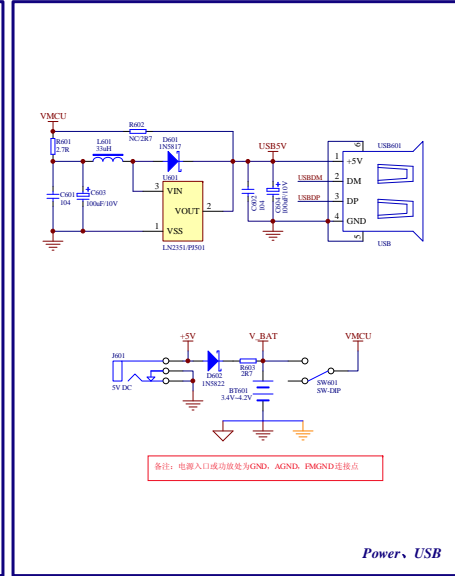 VMCU
R601
2.7R
L601
33uH
R602
NC/2R7
D601
1N5817
U601
3 VIN
VOUT 2
1 VSS
LN2351/PJ501
C601
104
C603
100uF/10V
USB5V
C602
104
C604
100uF/10V
USBDM
USBDP
6
USB601
1 +5V
2 DM
3 DP
4 GND
5
USB
J601
5V DC
+5V
D602
1N5822
R603
2R7
V_BAT
BT601
3.4V~4.2V
VMCU
SW601
SW-DIP
备注：电源入口或功放处为GND、AGND、FMGND连接点
Power、USB